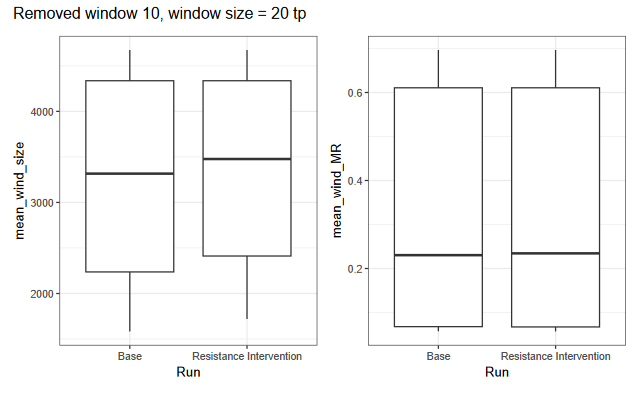 Removed window 10, window size = 20 tp
mean_wind_size
4000
3000
2000
Base
Resistance Intervention
Run
mean_wind_MR
0.6
0.4
0.2
Base
Resistance Intervention
Run